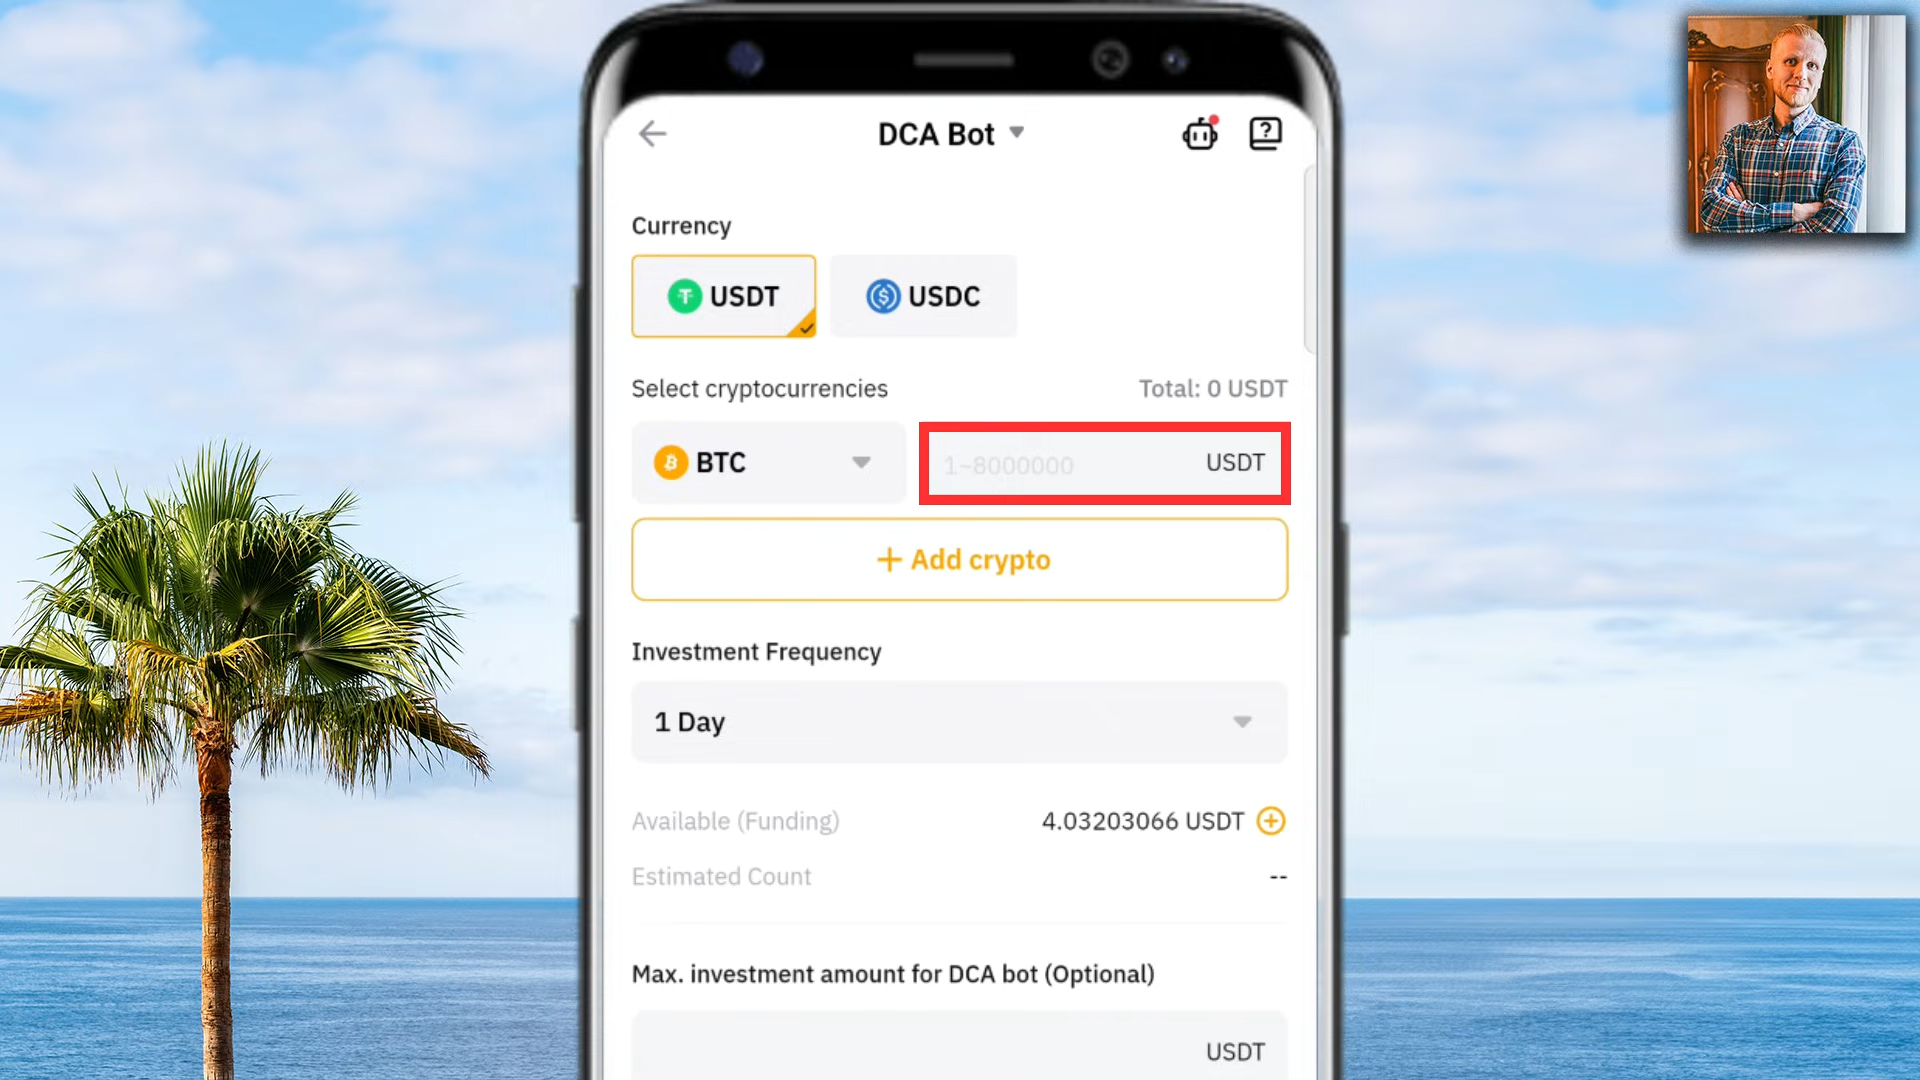 DCA Bot
Currency
USDT USDC
Select cryptocurrencies Total: 0 USDT
BTC 1~8000000 USDT
+ Add crypto
Investment Frequency
1 Day
Available (Funding) 4.03203066 USDT
Estimated Count --
Max. investment amount for DCA bot (Optional)
USDT